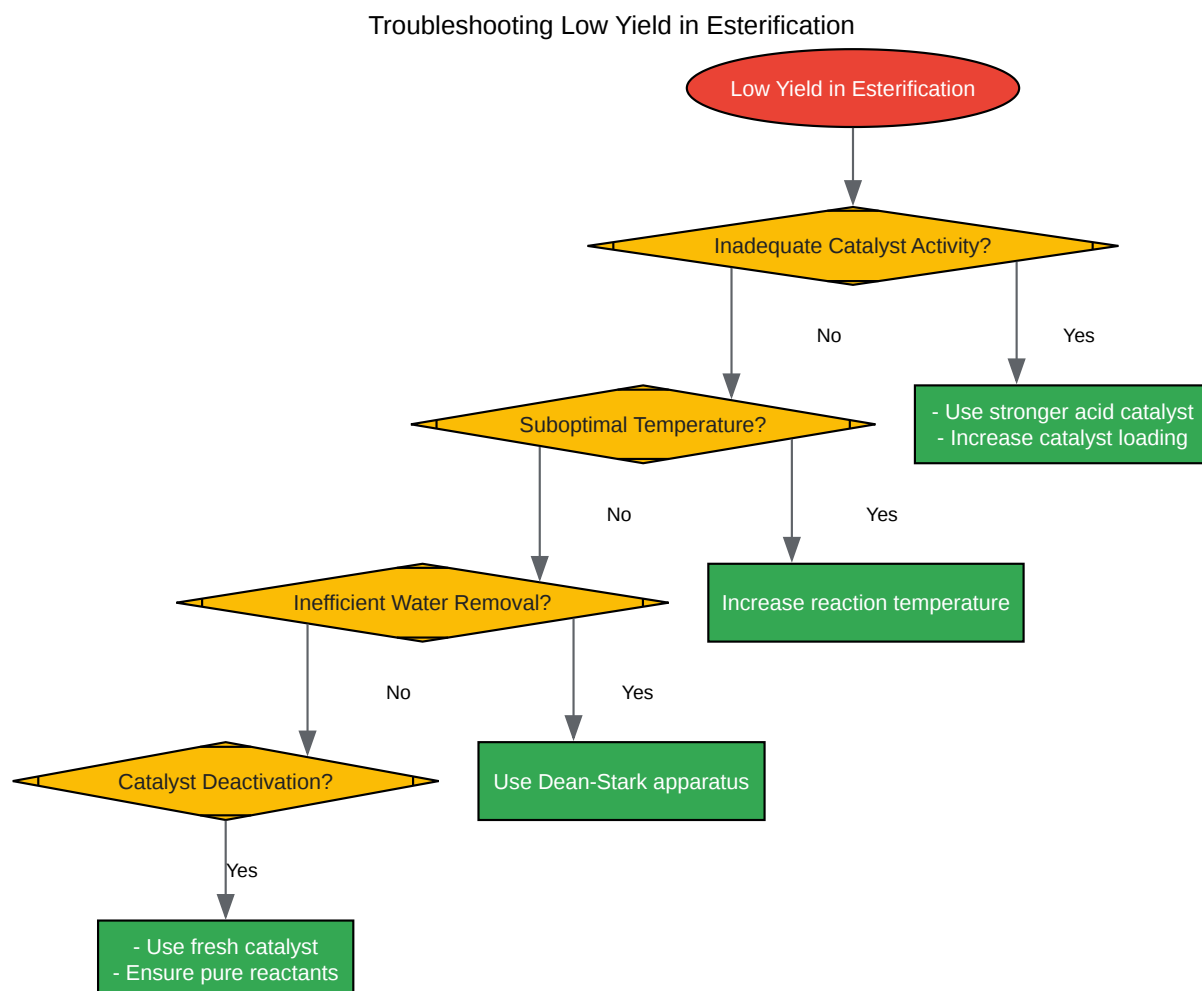 Troubleshooting Low Yield in Esterification
Low Yield in Esterification
Inadequate Catalyst Activity?
No
Yes
Suboptimal Temperature?
- Use stronger acid catalyst
- Increase catalyst loading
No
Yes
Inefficient Water Removal?
Increase reaction temperature
No
Yes
Catalyst Deactivation?
Use Dean-Stark apparatus
Yes
- Use fresh catalyst
- Ensure pure reactants